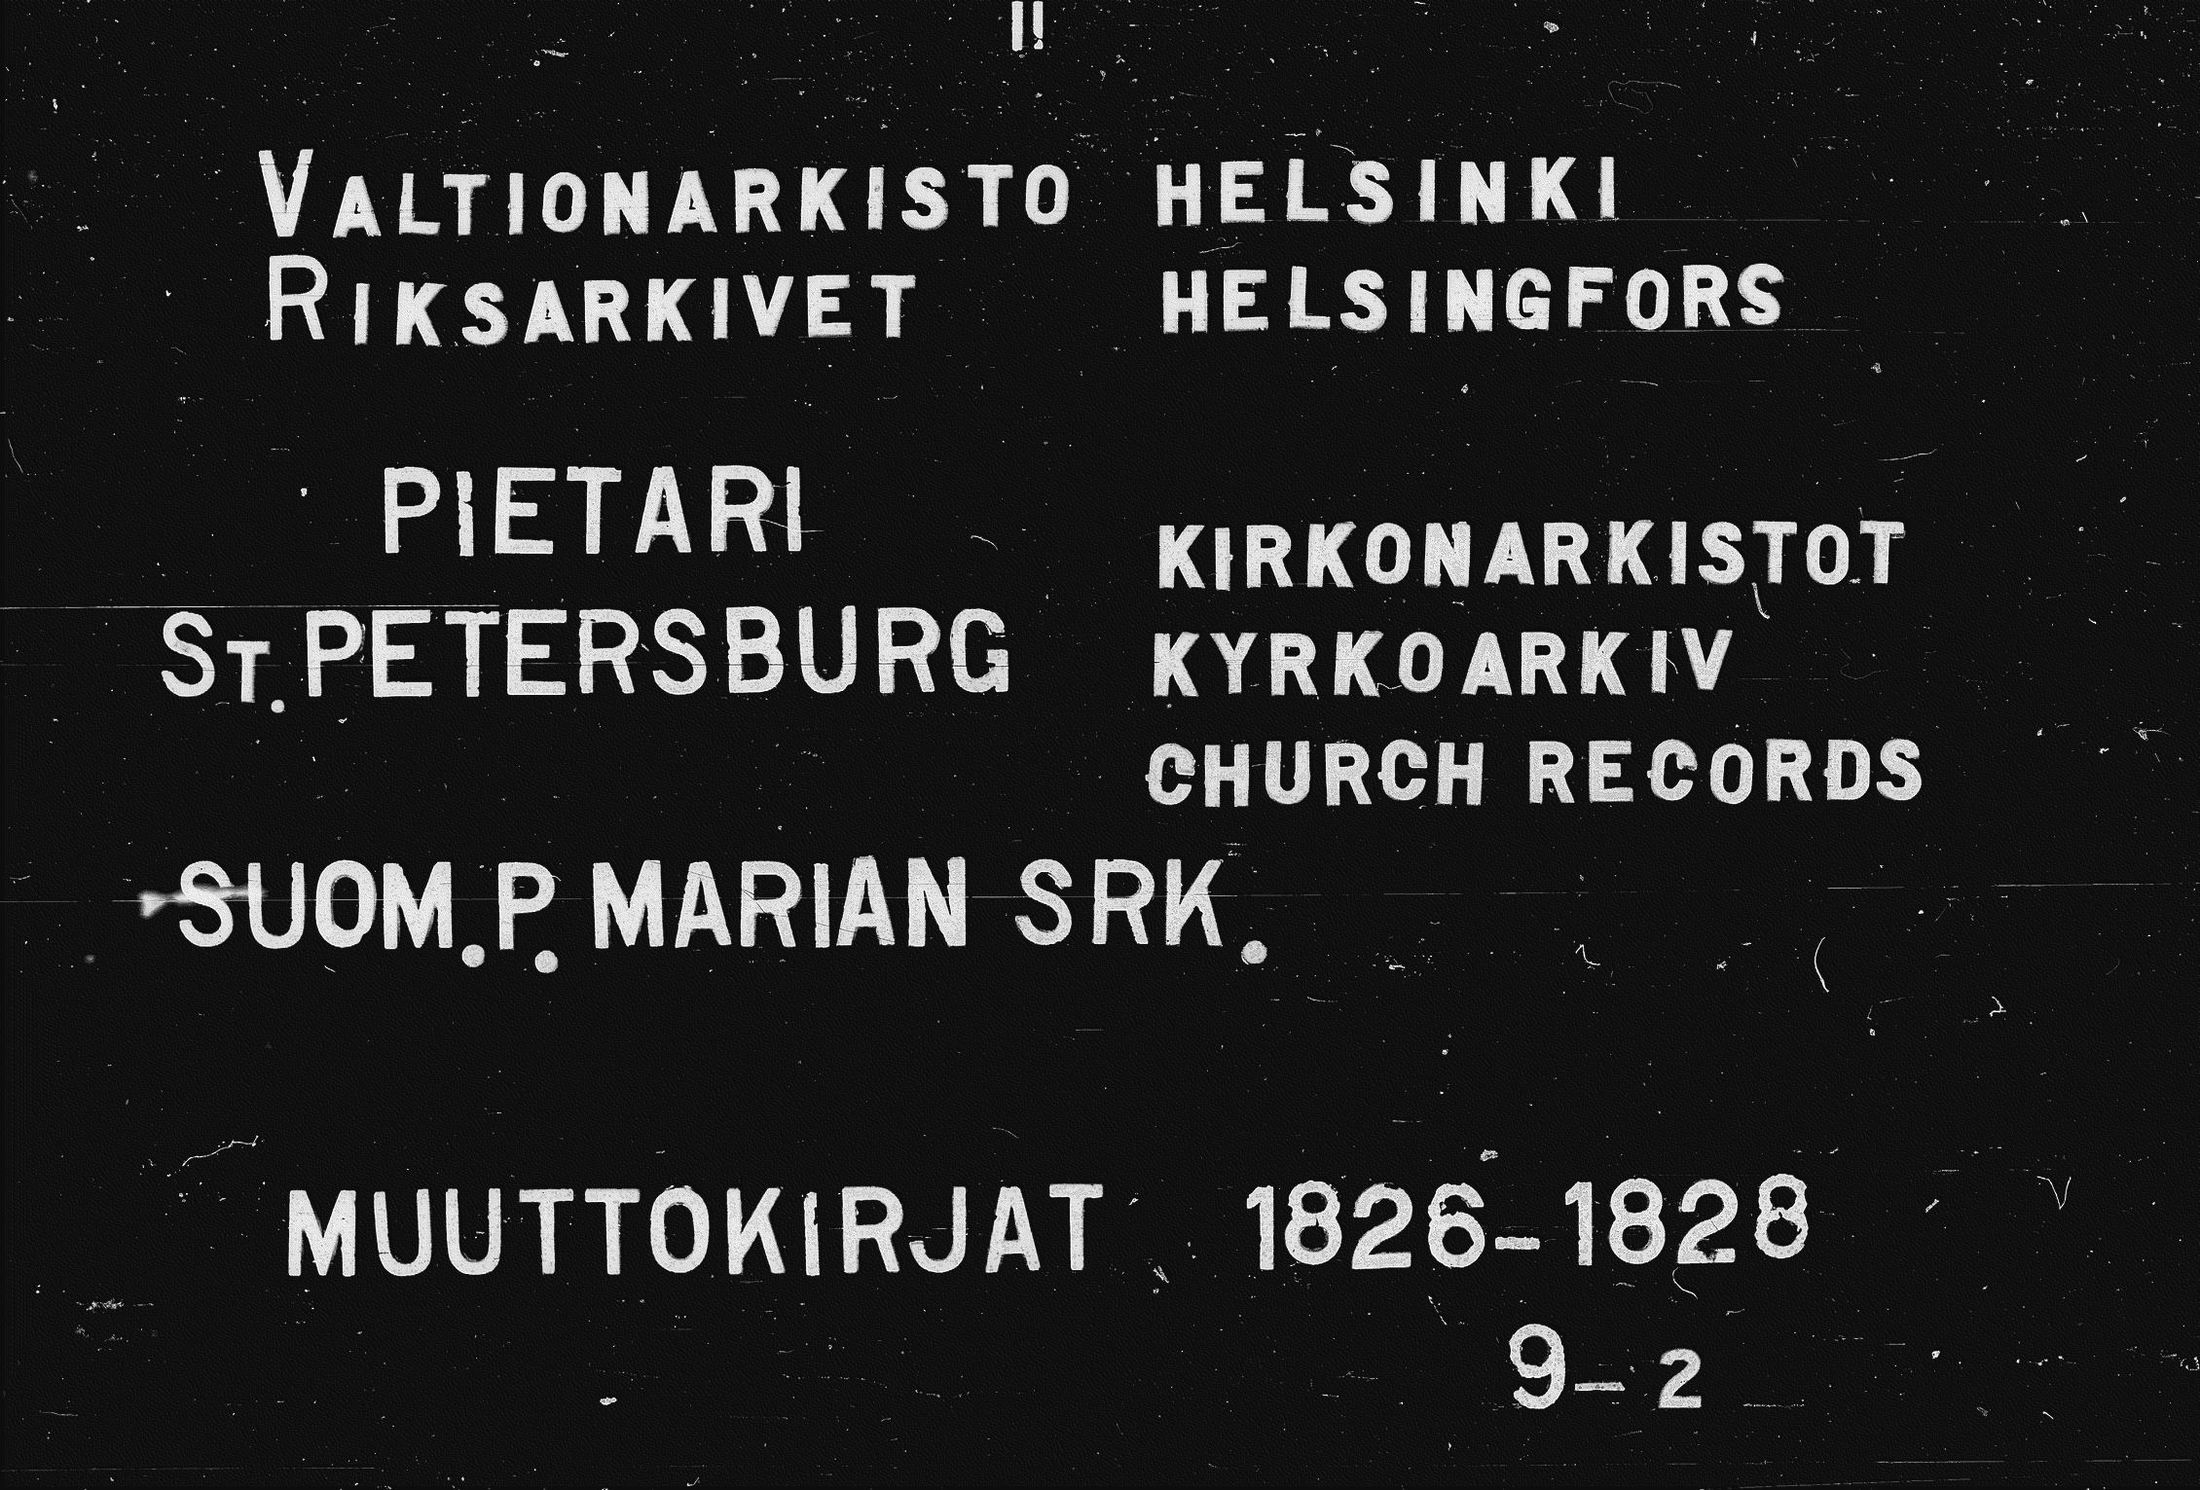 VALTIONARKISTO HELSINKI
RIKSARKIVET HELSINGFORS
PIETARI
ST. PETERSBURG
KIRKONARKISTOT
KYRKOARKIV
CHURCH RECORDS
SUOM. P. MARIAN SRK.
MUUTTOKIRJAT 1826-1828
9-2